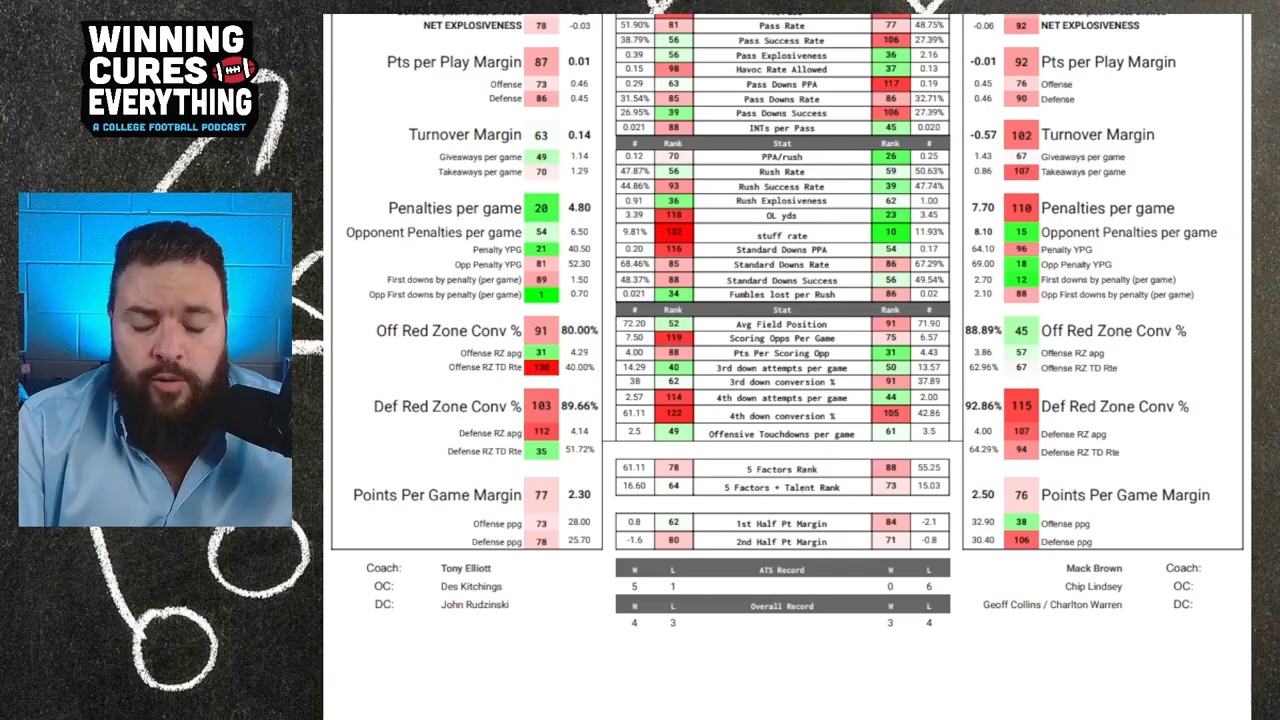 WINNING
CURES
EVERYTHING
A COLLEGE FOOTBALL PODCAST
NET EXPLOSIVENESS 78 -0.03
Pts per Play Margin 87 0.01
Offense 73 0.46
Defense 86 0.45
Turnover Margin 63 0.14
Giveaways per game 49 1.14
Takeaways per game 70 1.29
Penalties per game 20 4.80
Opponent Penalties per game 54 6.50
Penalty YPG 21 40.50
Opp Penalty YPG 81 52.30
First downs by penalty (per game) 89 1.50
Opp First downs by penalty (per game) 1 0.70
Off Red Zone Conv % 91 80.00%
Offense RZ apg 31 4.29
Offense RZ TD Rte 130 40.00%
Def Red Zone Conv % 103 89.66%
Defense RZ apg 112 4.14
Defense RZ TD Rte 35 51.72%
Points Per Game Margin 77 2.30
Offense ppg 73 28.00
Defense ppg 78 25.70
Coach: Tony Elliott
OC: Des Kitchings
DC: John Rudzinski
51.90% 81 Pass Rate 77 48.75%
38.79% 56 Pass Success Rate 106 27.39%
0.39 56 Pass Explosiveness 36 2.16
0.15 98 Havoc Rate Allowed 37 0.13
0.29 63 Pass Downs PPA 117 0.19
31.54% 85 Pass Downs Rate 86 32.71%
26.95% 39 Pass Downs Success 106 27.39%
0.021 88 INTs per Pass 45 0.020
# Rank Stat Rank #
0.12 70 PPA/rush 26 0.25
47.87% 56 Rush Rate 59 50.63%
44.86% 93 Rush Success Rate 39 47.74%
0.91 36 Rush Explosiveness 62 1.00
3.39 118 OL yds 23 3.45
9.81% 132 stuff rate 10 11.93%
0.20 116 Standard Downs PPA 54 0.17
68.46% 85 Standard Downs Rate 86 67.29%
48.37% 88 Standard Downs Success 56 49.54%
0.021 34 Fumbles lost per Rush 86 0.02
# Rank Stat Rank #
72.20 52 Avg Field Position 91 71.90
7.50 119 Scoring Opps Per Game 75 6.57
4.00 88 Pts Per Scoring Opp 31 4.43
14.29 40 3rd down attempts per game 50 13.57
38 62 3rd down conversion % 91 37.89
2.57 114 4th down attempts per game 44 2.00
61.11 122 4th down conversion % 105 42.86
2.5 49 Offensive Touchdowns per game 61 3.5
61.11 78 5 Factors Rank 88 55.25
16.60 64 5 Factors + Talent Rank 73 15.03
0.8 62 1st Half Pt Margin 84 -2.1
-1.6 80 2nd Half Pt Margin 71 -0.8
W L ATS Record W L
5 1 0 6
W L Overall Record W L
4 3 3 4
-0.06 92 NET EXPLOSIVENESS
-0.01 92 Pts per Play Margin
0.45 76 Offense
0.46 90 Defense
-0.57 102 Turnover Margin
1.43 67 Giveaways per game
0.86 107 Takeaways per game
7.70 110 Penalties per game
8.10 15 Opponent Penalties per game
64.10 96 Penalty YPG
69.00 18 Opp Penalty YPG
2.70 12 First downs by penalty (per game)
2.10 88 Opp First downs by penalty (per game)
88.89% 45 Off Red Zone Conv %
3.86 57 Offense RZ apg
62.96% 67 Offense RZ TD Rte
92.86% 115 Def Red Zone Conv %
4.00 107 Defense RZ apg
64.29% 94 Defense RZ TD Rte
2.50 76 Points Per Game Margin
32.90 38 Offense ppg
30.40 106 Defense ppg
Mack Brown Coach:
Chip Lindsey OC:
Geoff Collins / Charlton Warren DC: